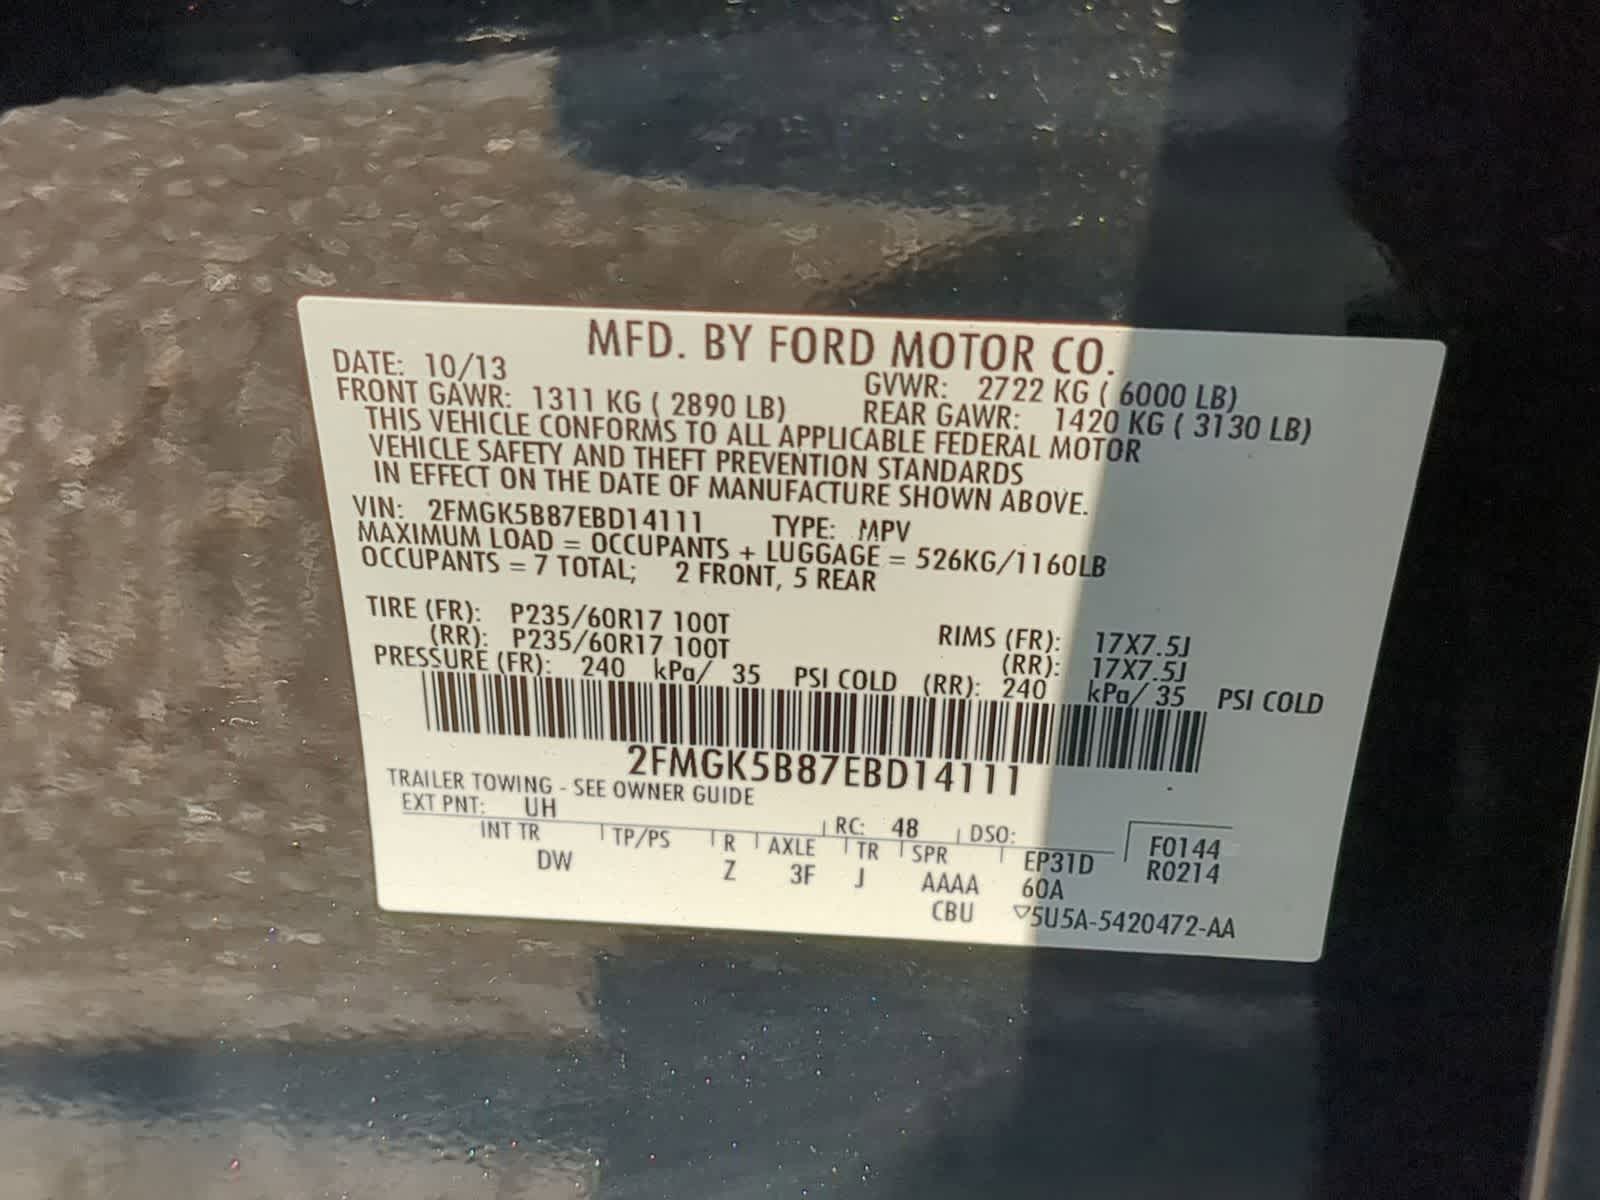 MFD. BY FORD MOTOR CO.
DATE: 10/13 GVWR: 2722 KG ( 6000 LB)
FRONT GAWR: 1311 KG ( 2890 LB) REAR GAWR: 1420 KG ( 3130 LB)
THIS VEHICLE CONFORMS TO ALL APPLICABLE FEDERAL MOTOR
VEHICLE SAFETY AND THEFT PREVENTION STANDARDS
IN EFFECT ON THE DATE OF MANUFACTURE SHOWN ABOVE.
VIN: 2FMGK5B87EBD14111 TYPE: MPV
MAXIMUM LOAD = OCCUPANTS + LUGGAGE = 526KG/1160LB
OCCUPANTS = 7 TOTAL; 2 FRONT, 5 REAR
TIRE (FR): P235/60R17 100T RIMS (FR): 17X7.5J
(RR): P235/60R17 100T (RR): 17X7.5J
PRESSURE (FR): 240 kPa/ 35 PSI COLD (RR): 240 kPa/ 35 PSI COLD
2FMGK5B87EBD14111
TRAILER TOWING - SEE OWNER GUIDE
EXT PNT: UH RC: 48 DSO: F0144
INT TR TP/PS R AXLE TR SPR EP31D R0214
DW Z 3F J AAAA 60A
CBU ▽5U5A-5420472-AA